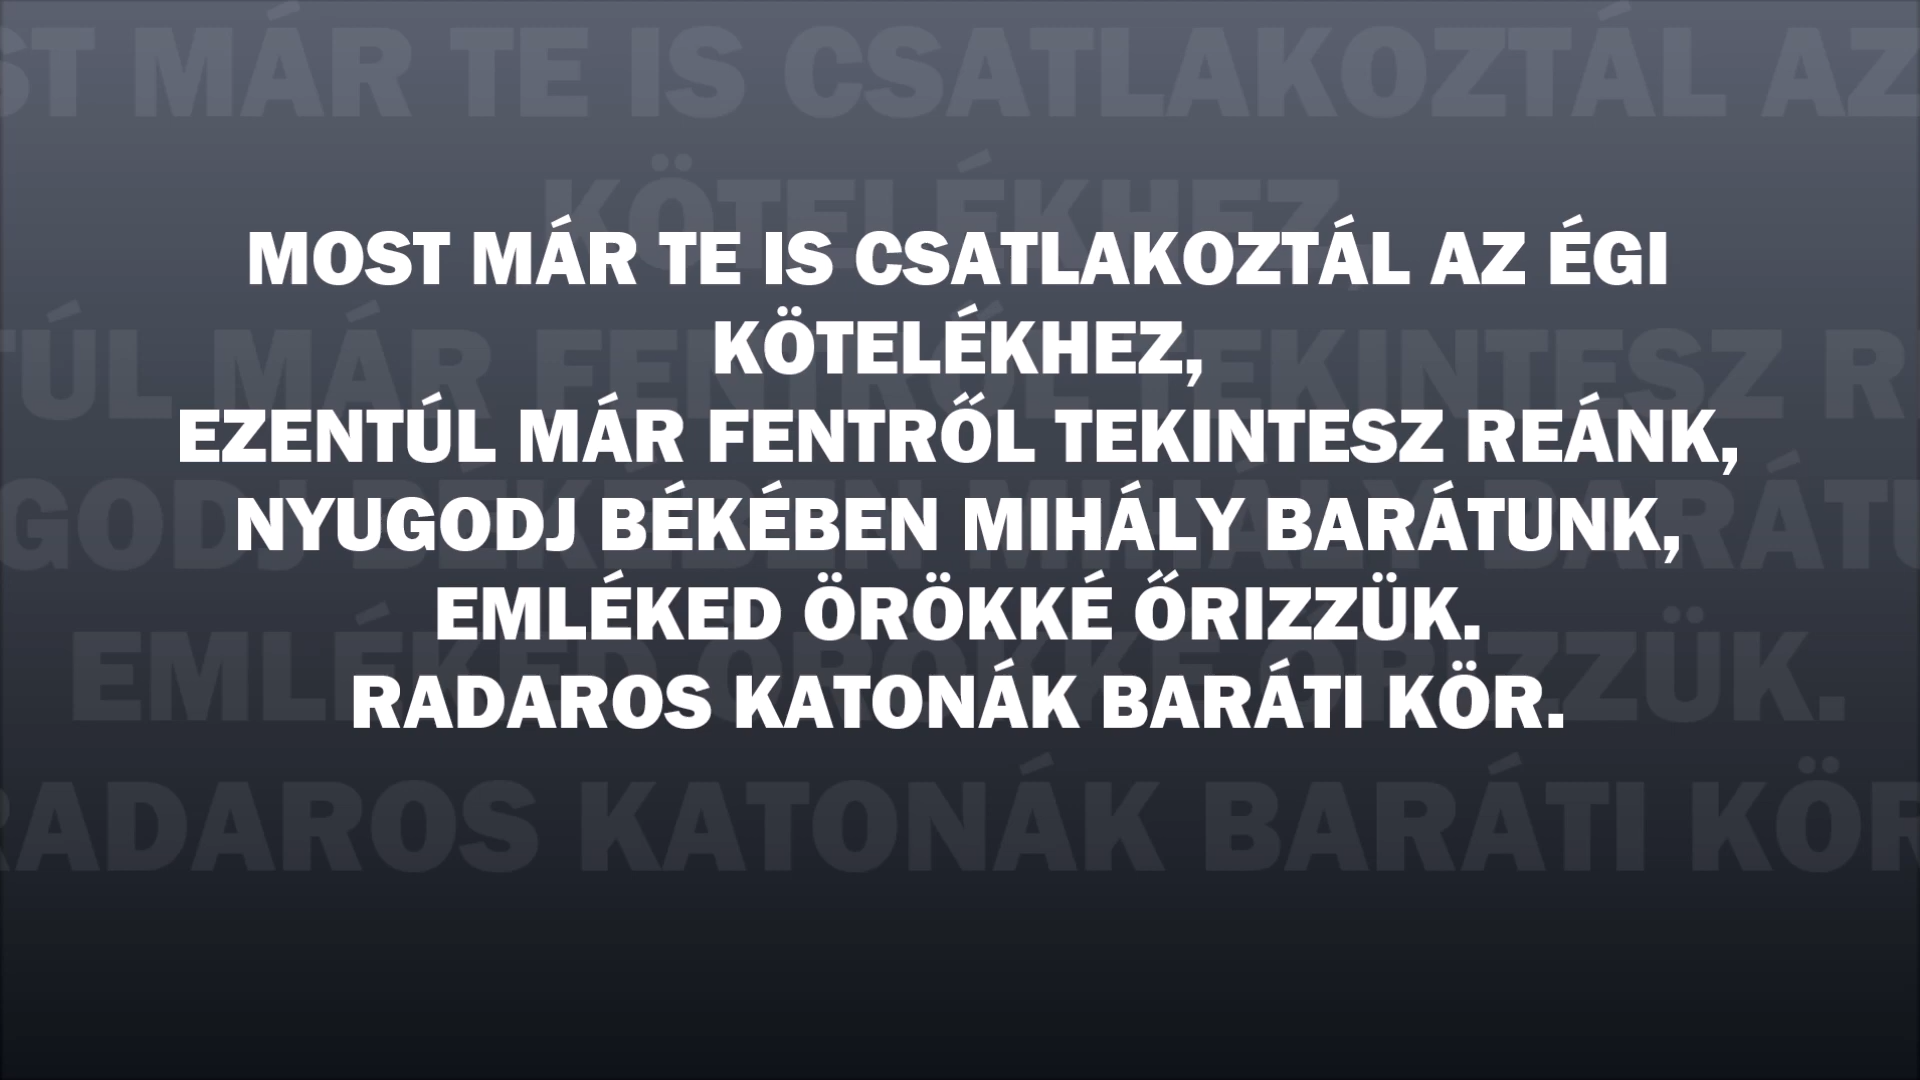 MOST MÁR TE IS CSATLAKOZTÁL AZ ÉGI
KÖTELÉKHEZ,
EZENTÚL MÁR FENTRŐL TEKINTESZ REÁNK,
NYUGODJ BÉKÉBEN MIHÁLY BARÁTUNK,
EMLÉKED ÖRÖKKÉ ŐRIZZÜK.
RADAROS KATONÁK BARÁTI KÖR.